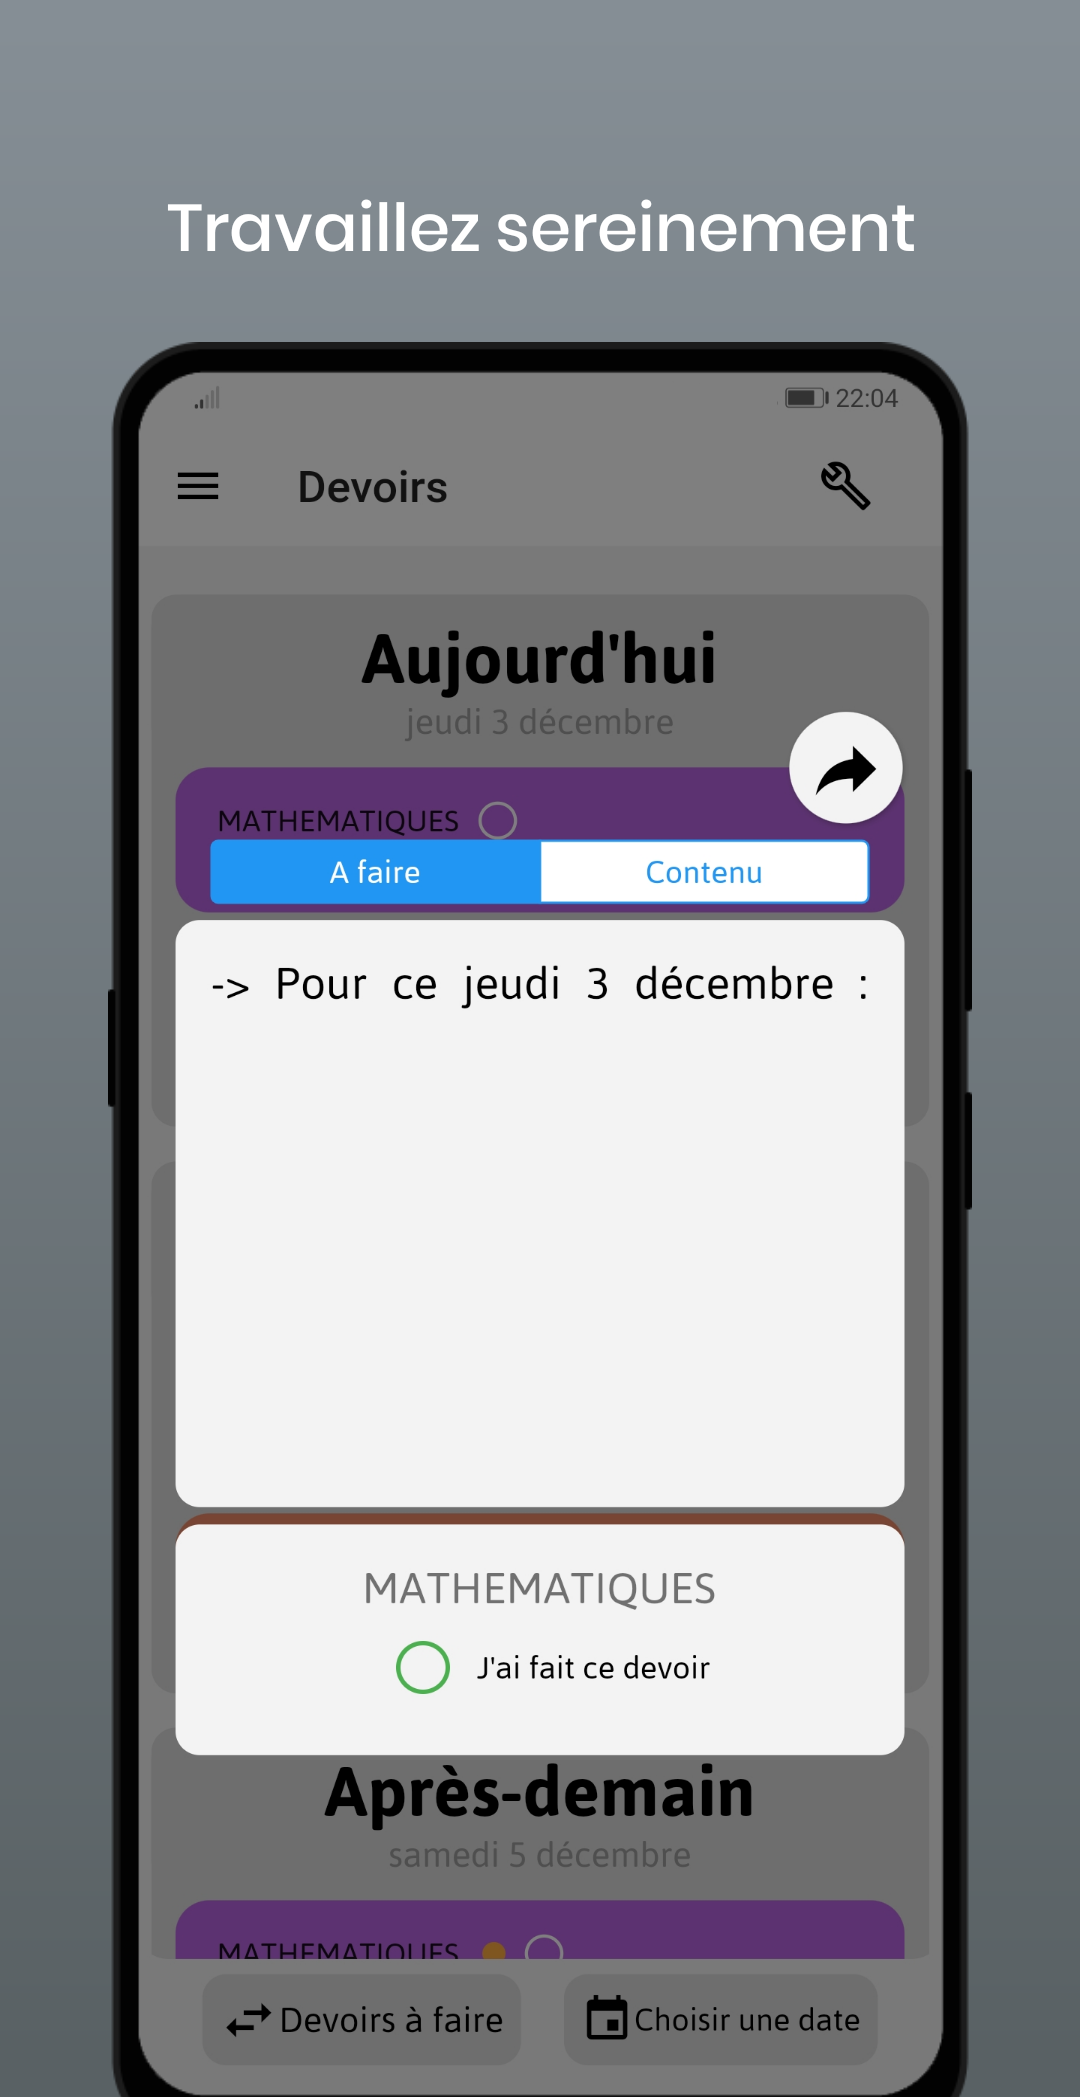 Travaillez sereinement
22:04
Devoirs
Aujourd'hui
jeudi 3 décembre
MATHEMATIQUES
A faire Contenu
-> Pour ce jeudi 3 décembre :
MATHEMATIQUES
J'ai fait ce devoir
Après-demain
samedi 5 décembre
MATHEMATIQUES
Devoirs à faire Choisir une date